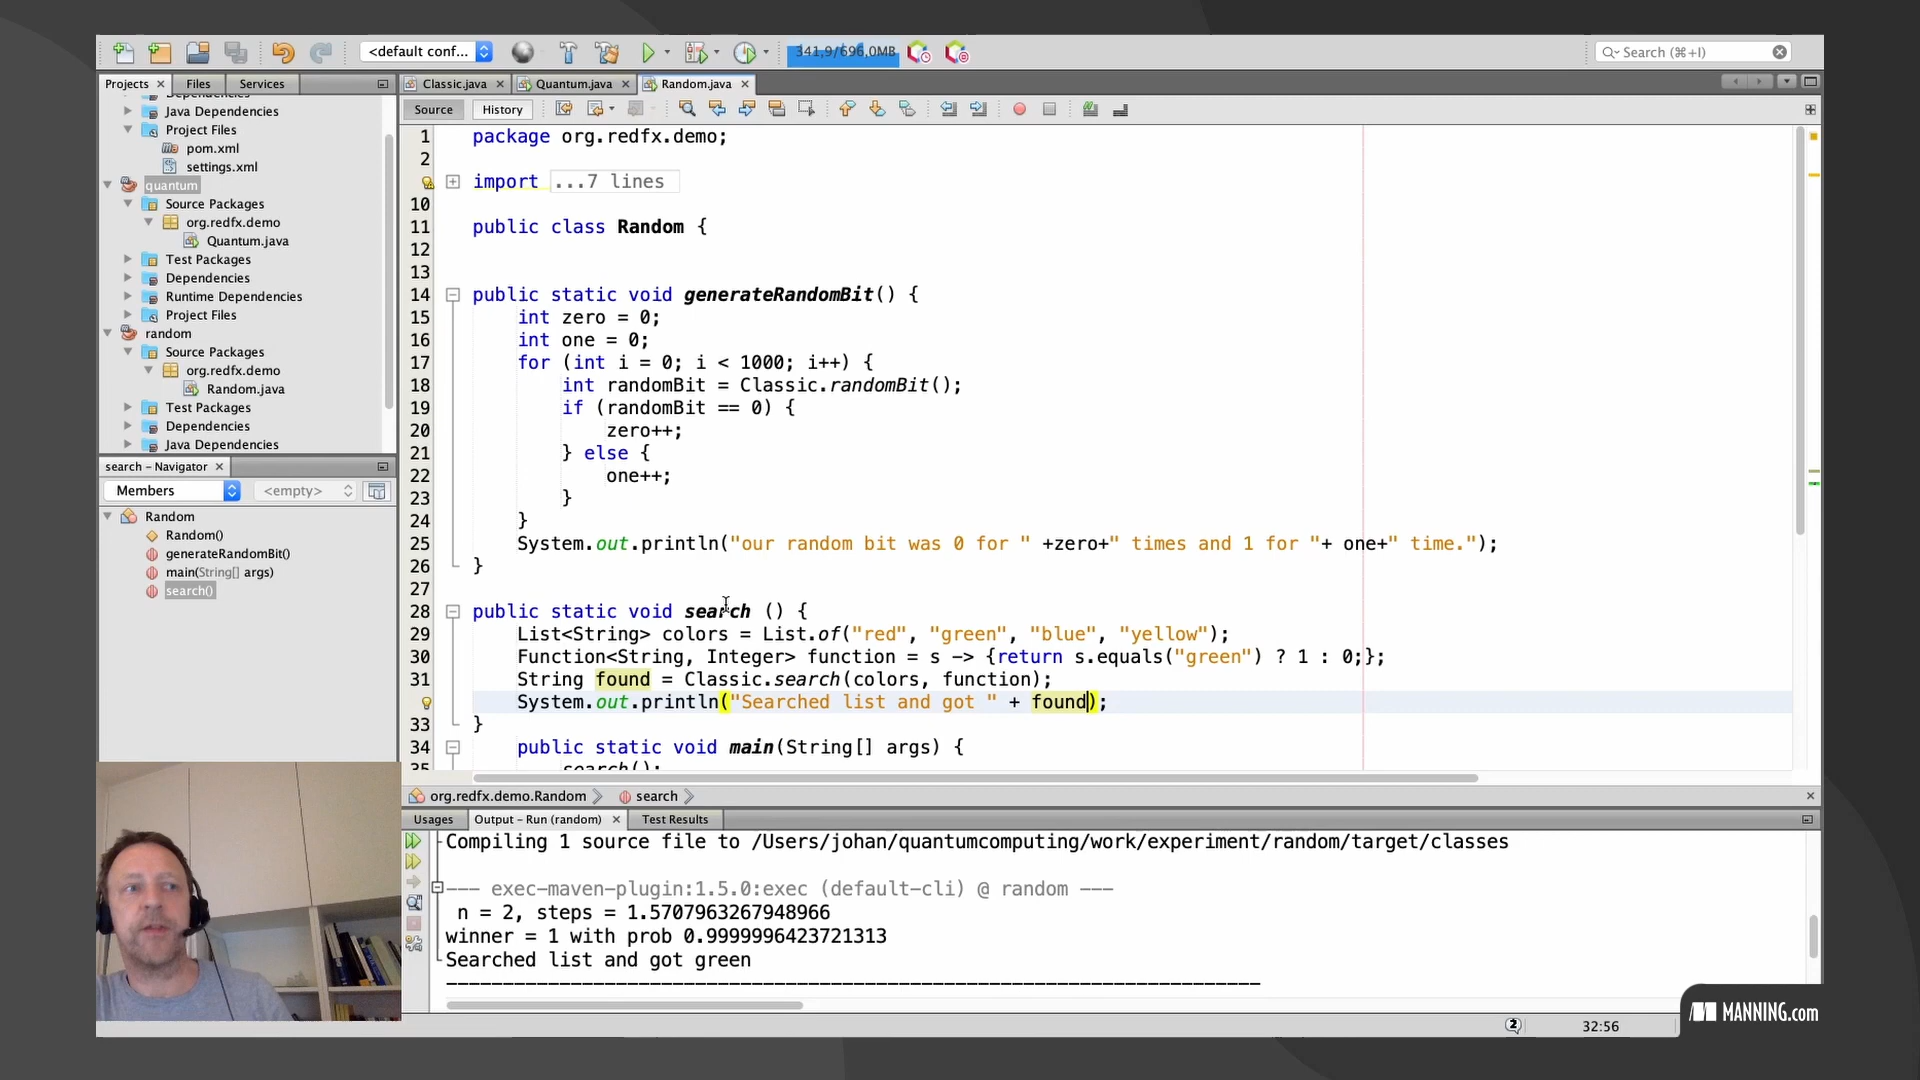 <default conf...
341,9/696,0MB
Search (⌘+I)
Projects
Files
Services
Classic.java
Quantum.java
Random.java
Source
History
Java Dependencies
Project Files
pom.xml
settings.xml
quantum
Source Packages
org.redfx.demo
Quantum.java
Test Packages
Dependencies
Runtime Dependencies
Project Files
random
Source Packages
org.redfx.demo
Random.java
Test Packages
Dependencies
Java Dependencies
search – Navigator
Members
<empty>
Random
Random()
generateRandomBit()
main(String[] args)
search()
1 package org.redfx.demo;
2
import ...7 lines
10
11 public class Random {
12
13
14 public static void generateRandomBit() {
15 int zero = 0;
16 int one = 0;
17 for (int i = 0; i < 1000; i++) {
18 int randomBit = Classic.randomBit();
19 if (randomBit == 0) {
20 zero++;
21 } else {
22 one++;
23 }
24 }
25 System.out.println("our random bit was 0 for " +zero+" times and 1 for "+ one+" time.");
26 }
27
28 public static void search () {
29 List<String> colors = List.of("red", "green", "blue", "yellow");
30 Function<String, Integer> function = s -> {return s.equals("green") ? 1 : 0;};
31 String found = Classic.search(colors, function);
System.out.println("Searched list and got " + found);
33 }
34 public static void main(String[] args) {
35 search();
org.redfx.demo.Random
search
Usages
Output – Run (random)
Test Results
Compiling 1 source file to /Users/johan/quantumcomputing/work/experiment/random/target/classes
--- exec-maven-plugin:1.5.0:exec (default-cli) @ random ---
n = 2, steps = 1.5707963267948966
winner = 1 with prob 0.9999996423721313
Searched list and got green
------------------------------------------------------------------------
2
32:56
MANNING.com